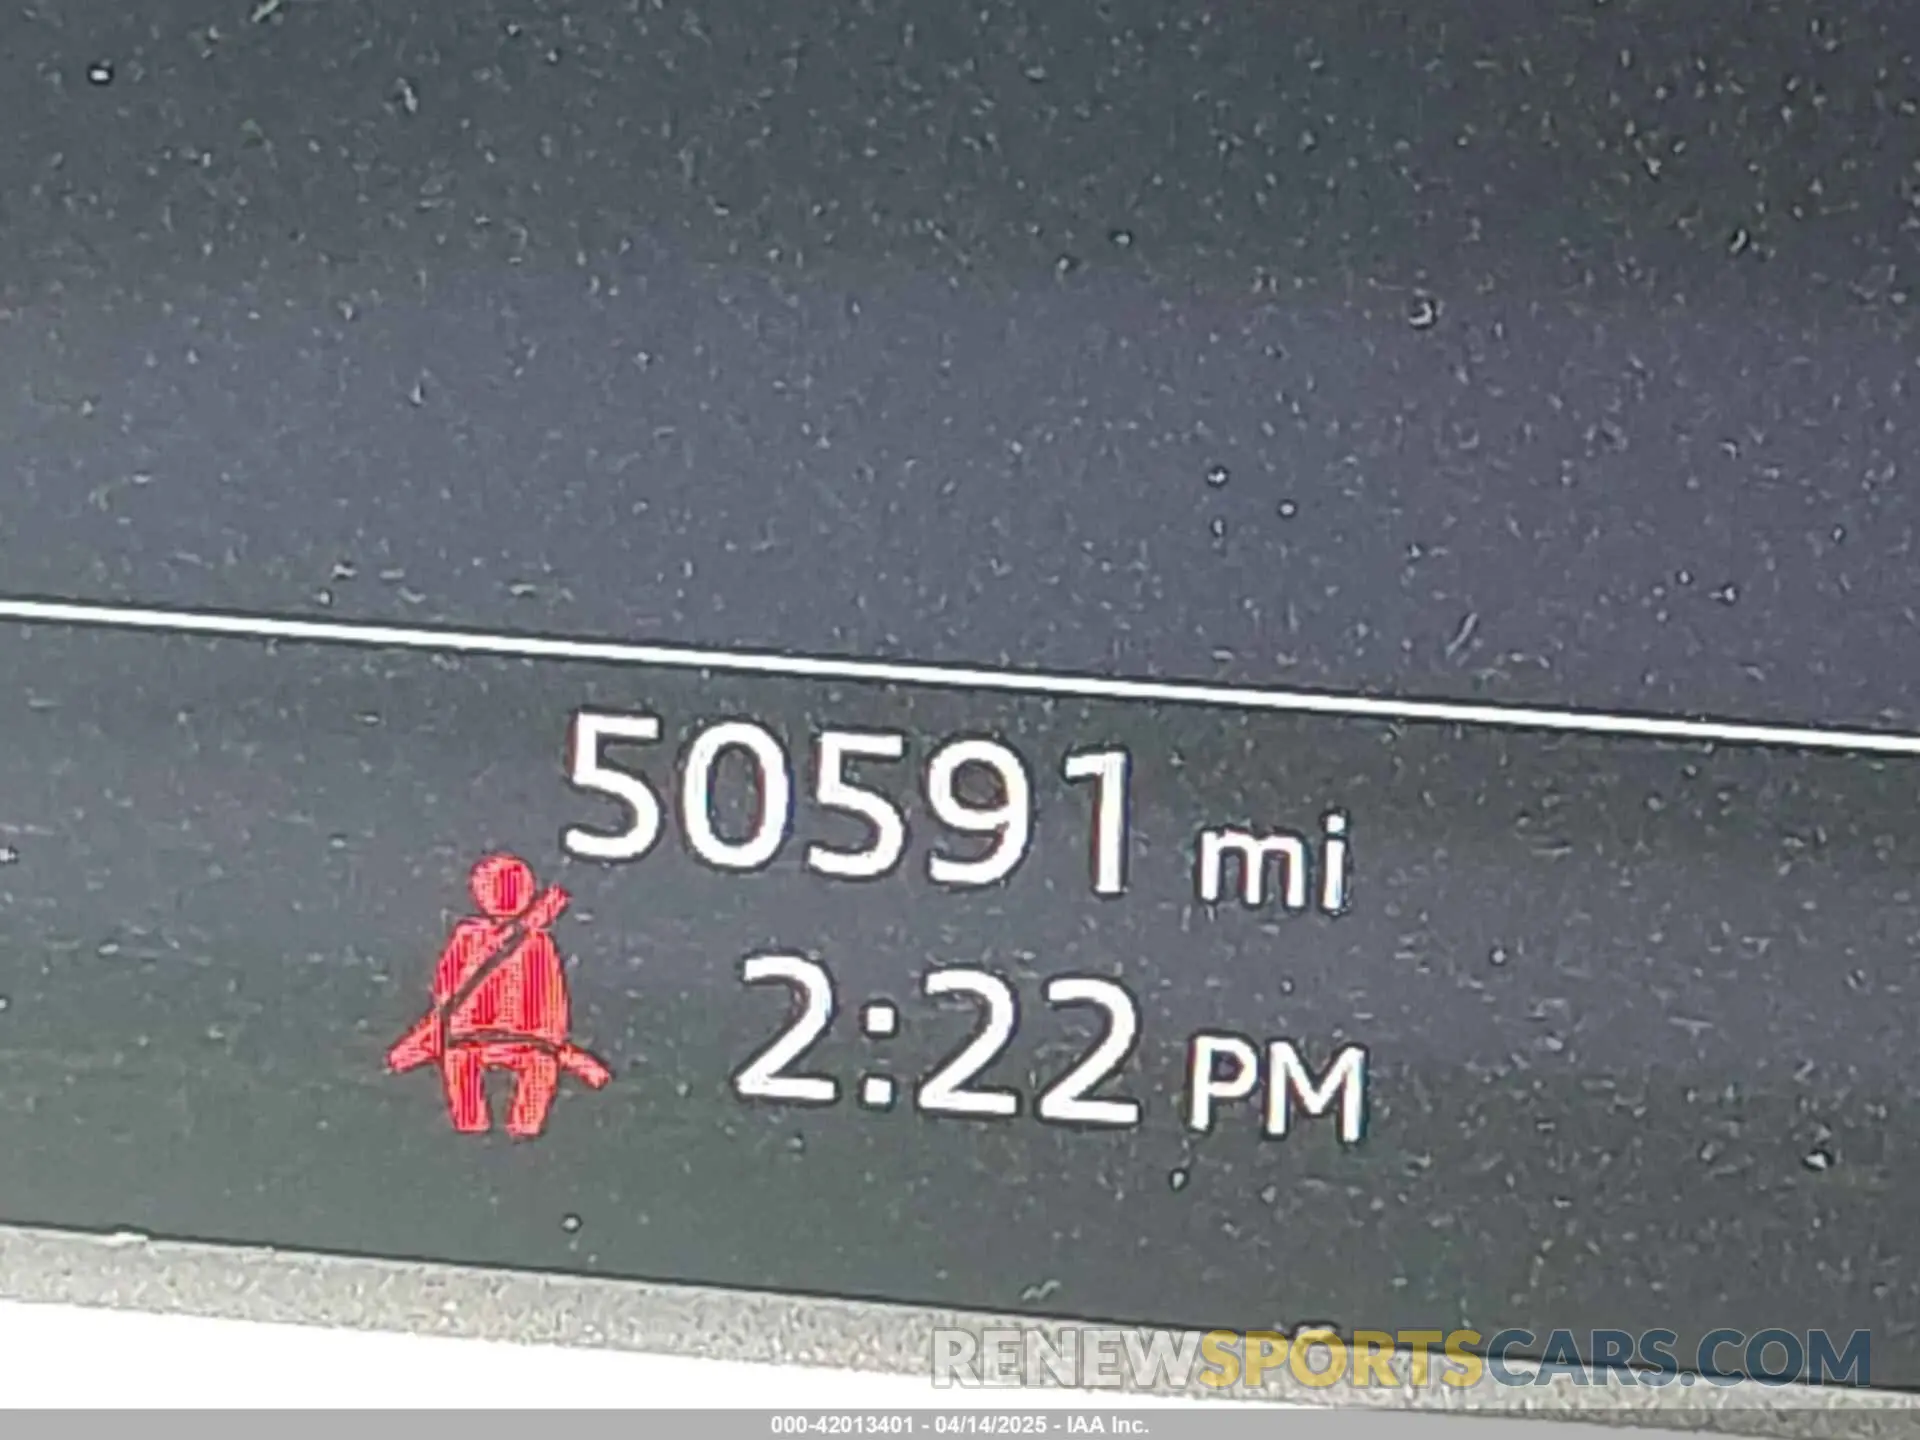 50591 mi
2:22 PM
RENEWSPORTSCARS.COM
000-42013401 - 04/14/2025 - IAA Inc.